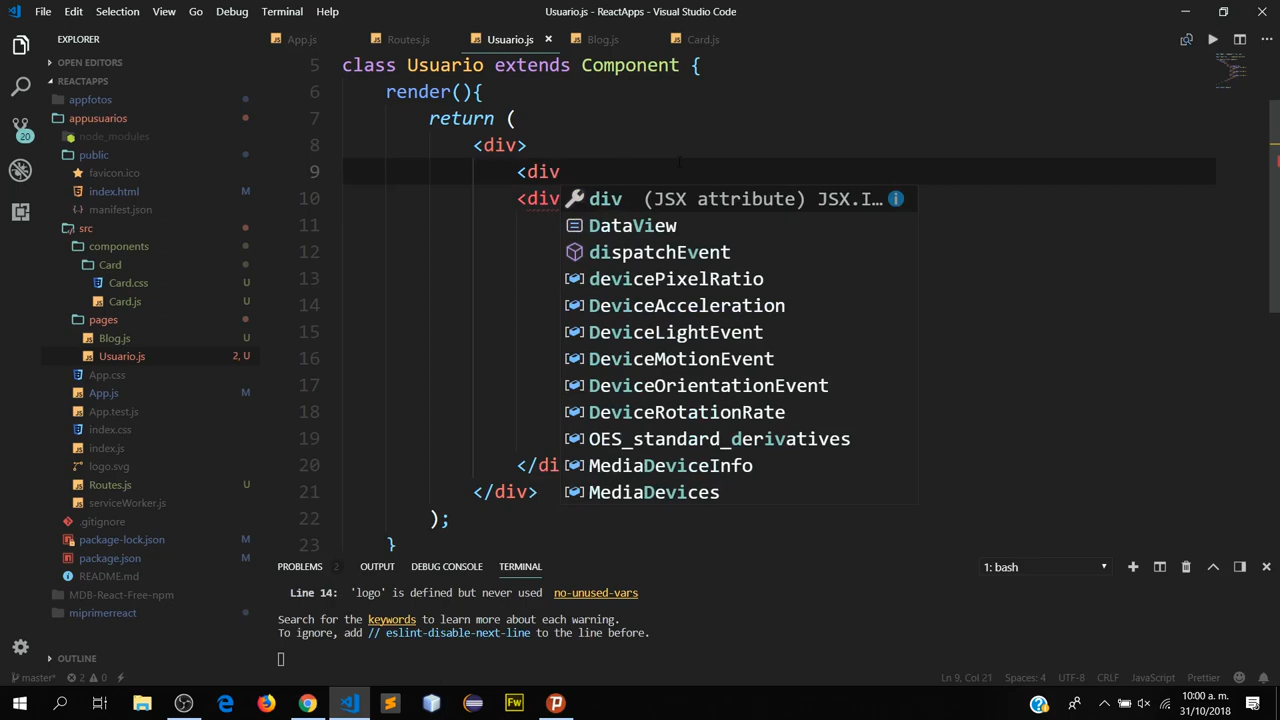 File Edit Selection View Go Debug Terminal Help
Usuario.js - ReactApps - Visual Studio Code
EXPLORER
App.js
Routes.js
Usuario.js
Blog.js
Card.js
OPEN EDITORS
REACTAPPS
appfotos
appusuarios
node_modules
public
favicon.ico
index.html M
manifest.json
src
components
Card
Card.css U
Card.js U
pages
Blog.js U
Usuario.js 2, U
App.css
App.js M
App.test.js
index.css
index.js
logo.svg
Routes.js U
serviceWorker.js
.gitignore
package-lock.json M
package.json M
README.md
MDB-React-Free-npm
miprimerreact
OUTLINE
20
5 class Usuario extends Component {
6 render(){
7 return (
8 <div>
9 <div
10 <div
11
12
13
14
15
16
17
18
19
20 </di
21 </div>
22 );
23 }
div (JSX attribute) JSX.I...
DataView
dispatchEvent
devicePixelRatio
DeviceAcceleration
DeviceLightEvent
DeviceMotionEvent
DeviceOrientationEvent
DeviceRotationRate
OES_standard_derivatives
MediaDeviceInfo
MediaDevices
PROBLEMS 2 OUTPUT DEBUG CONSOLE TERMINAL
1: bash
Line 14: 'logo' is defined but never used no-unused-vars
Search for the keywords to learn more about each warning.
To ignore, add // eslint-disable-next-line to the line before.
master* 2 0
Ln 9, Col 21 Spaces: 4 UTF-8 CRLF JavaScript Prettier
Fw
10:00 a. m.
31/10/2018